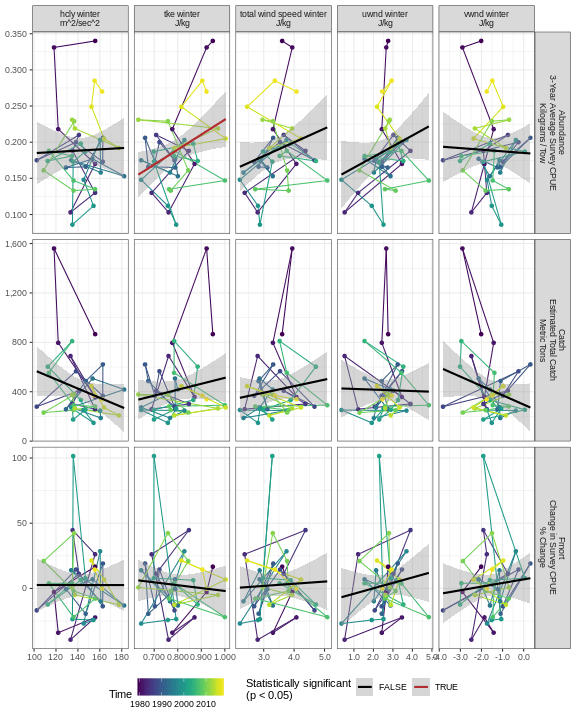 hcly winter
m^2/sec^2
tke winter
J/kg
total wind speed winter
J/kg
uwnd winter
J/kg
vwnd winter
J/kg
0.350
0.300
0.250
0.200
0.150
0.100
Abundance
3-Year Average Survey CPUE
Kilograms / Tow
1,600
1,200
800
400
0
Catch
Estimated Total Catch
Metric Tons
100
50
0
Fmort
Change in Survey CPUE
% Change
100 120 140 160 180
0.700 0.800 0.900 1.000
3.0 4.0 5.0
1.0 2.0 3.0 4.0 5.0
-4.0 -3.0 -2.0 -1.0 0.0
Time
1980 1990 2000 2010
Statistically significant
(p < 0.05)
FALSE
TRUE